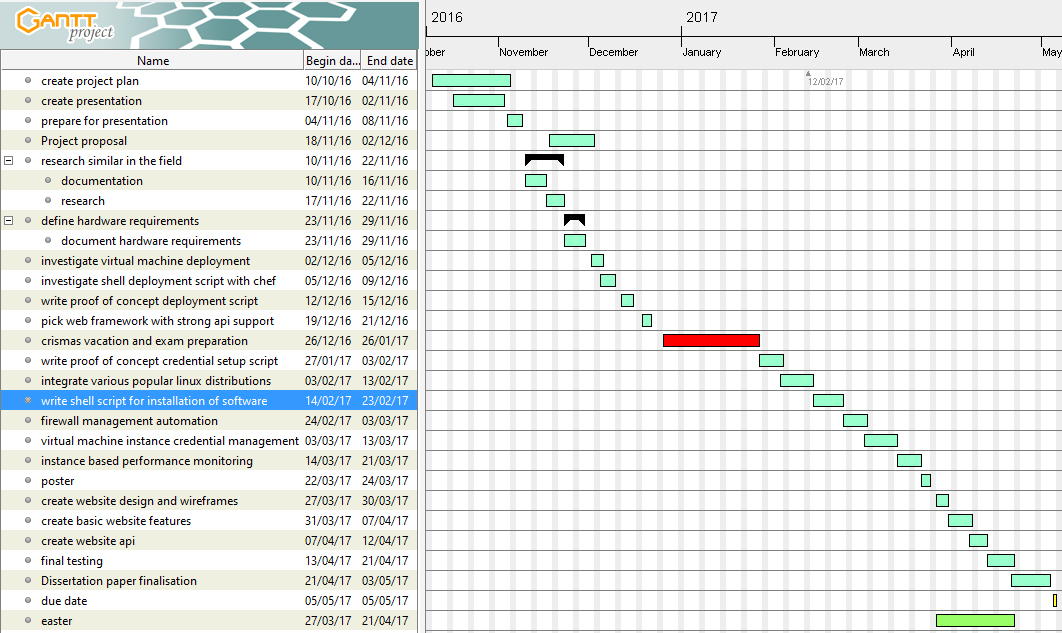 GANTT project
2016 2017
ober November December January February March April May
Name Begin da... End date
12/02/17
create project plan 10/10/16 04/11/16
create presentation 17/10/16 02/11/16
prepare for presentation 04/11/16 08/11/16
Project proposal 18/11/16 02/12/16
research similar in the field 10/11/16 22/11/16
documentation 10/11/16 16/11/16
research 17/11/16 22/11/16
define hardware requirements 23/11/16 29/11/16
document hardware requirements 23/11/16 29/11/16
investigate virtual machine deployment 02/12/16 05/12/16
investigate shell deployment script with chef 05/12/16 09/12/16
write proof of concept deployment script 12/12/16 15/12/16
pick web framework with strong api support 19/12/16 21/12/16
crismas vacation and exam preparation 26/12/16 26/01/17
write proof of concept credential setup script 27/01/17 03/02/17
integrate various popular linux distributions 03/02/17 13/02/17
write shell script for installation of software 14/02/17 23/02/17
firewall management automation 24/02/17 03/03/17
virtual machine instance credential management 03/03/17 13/03/17
instance based performance monitoring 14/03/17 21/03/17
poster 22/03/17 24/03/17
create website design and wireframes 27/03/17 30/03/17
create basic website features 31/03/17 07/04/17
create website api 07/04/17 12/04/17
final testing 13/04/17 21/04/17
Dissertation paper finalisation 21/04/17 03/05/17
due date 05/05/17 05/05/17
easter 27/03/17 21/04/17